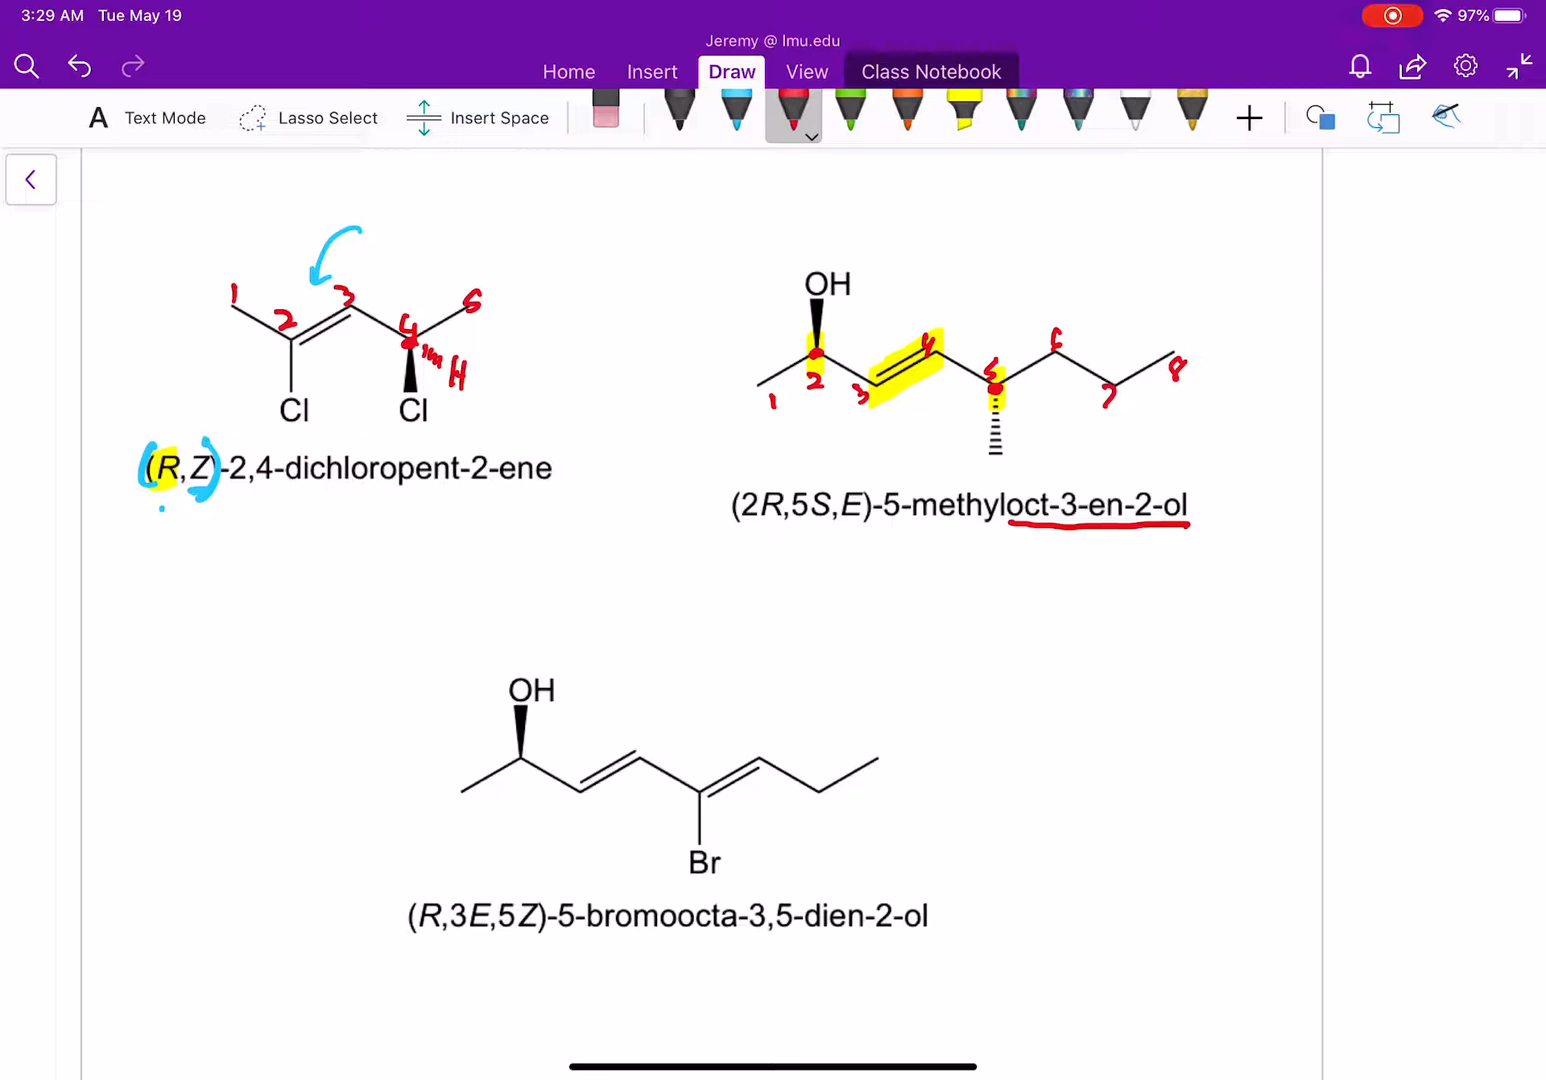 3:29 AM Tue May 19
97%
Jeremy @ lmu.edu
Home Insert Draw View Class Notebook
A Text Mode Lasso Select Insert Space
1 2 3 4 5
H
Cl Cl
(R,Z)-2,4-dichloropent-2-ene
OH
1 2 3 4 5 6 7 8
(2R,5S,E)-5-methyloct-3-en-2-ol
OH
Br
(R,3E,5Z)-5-bromoocta-3,5-dien-2-ol